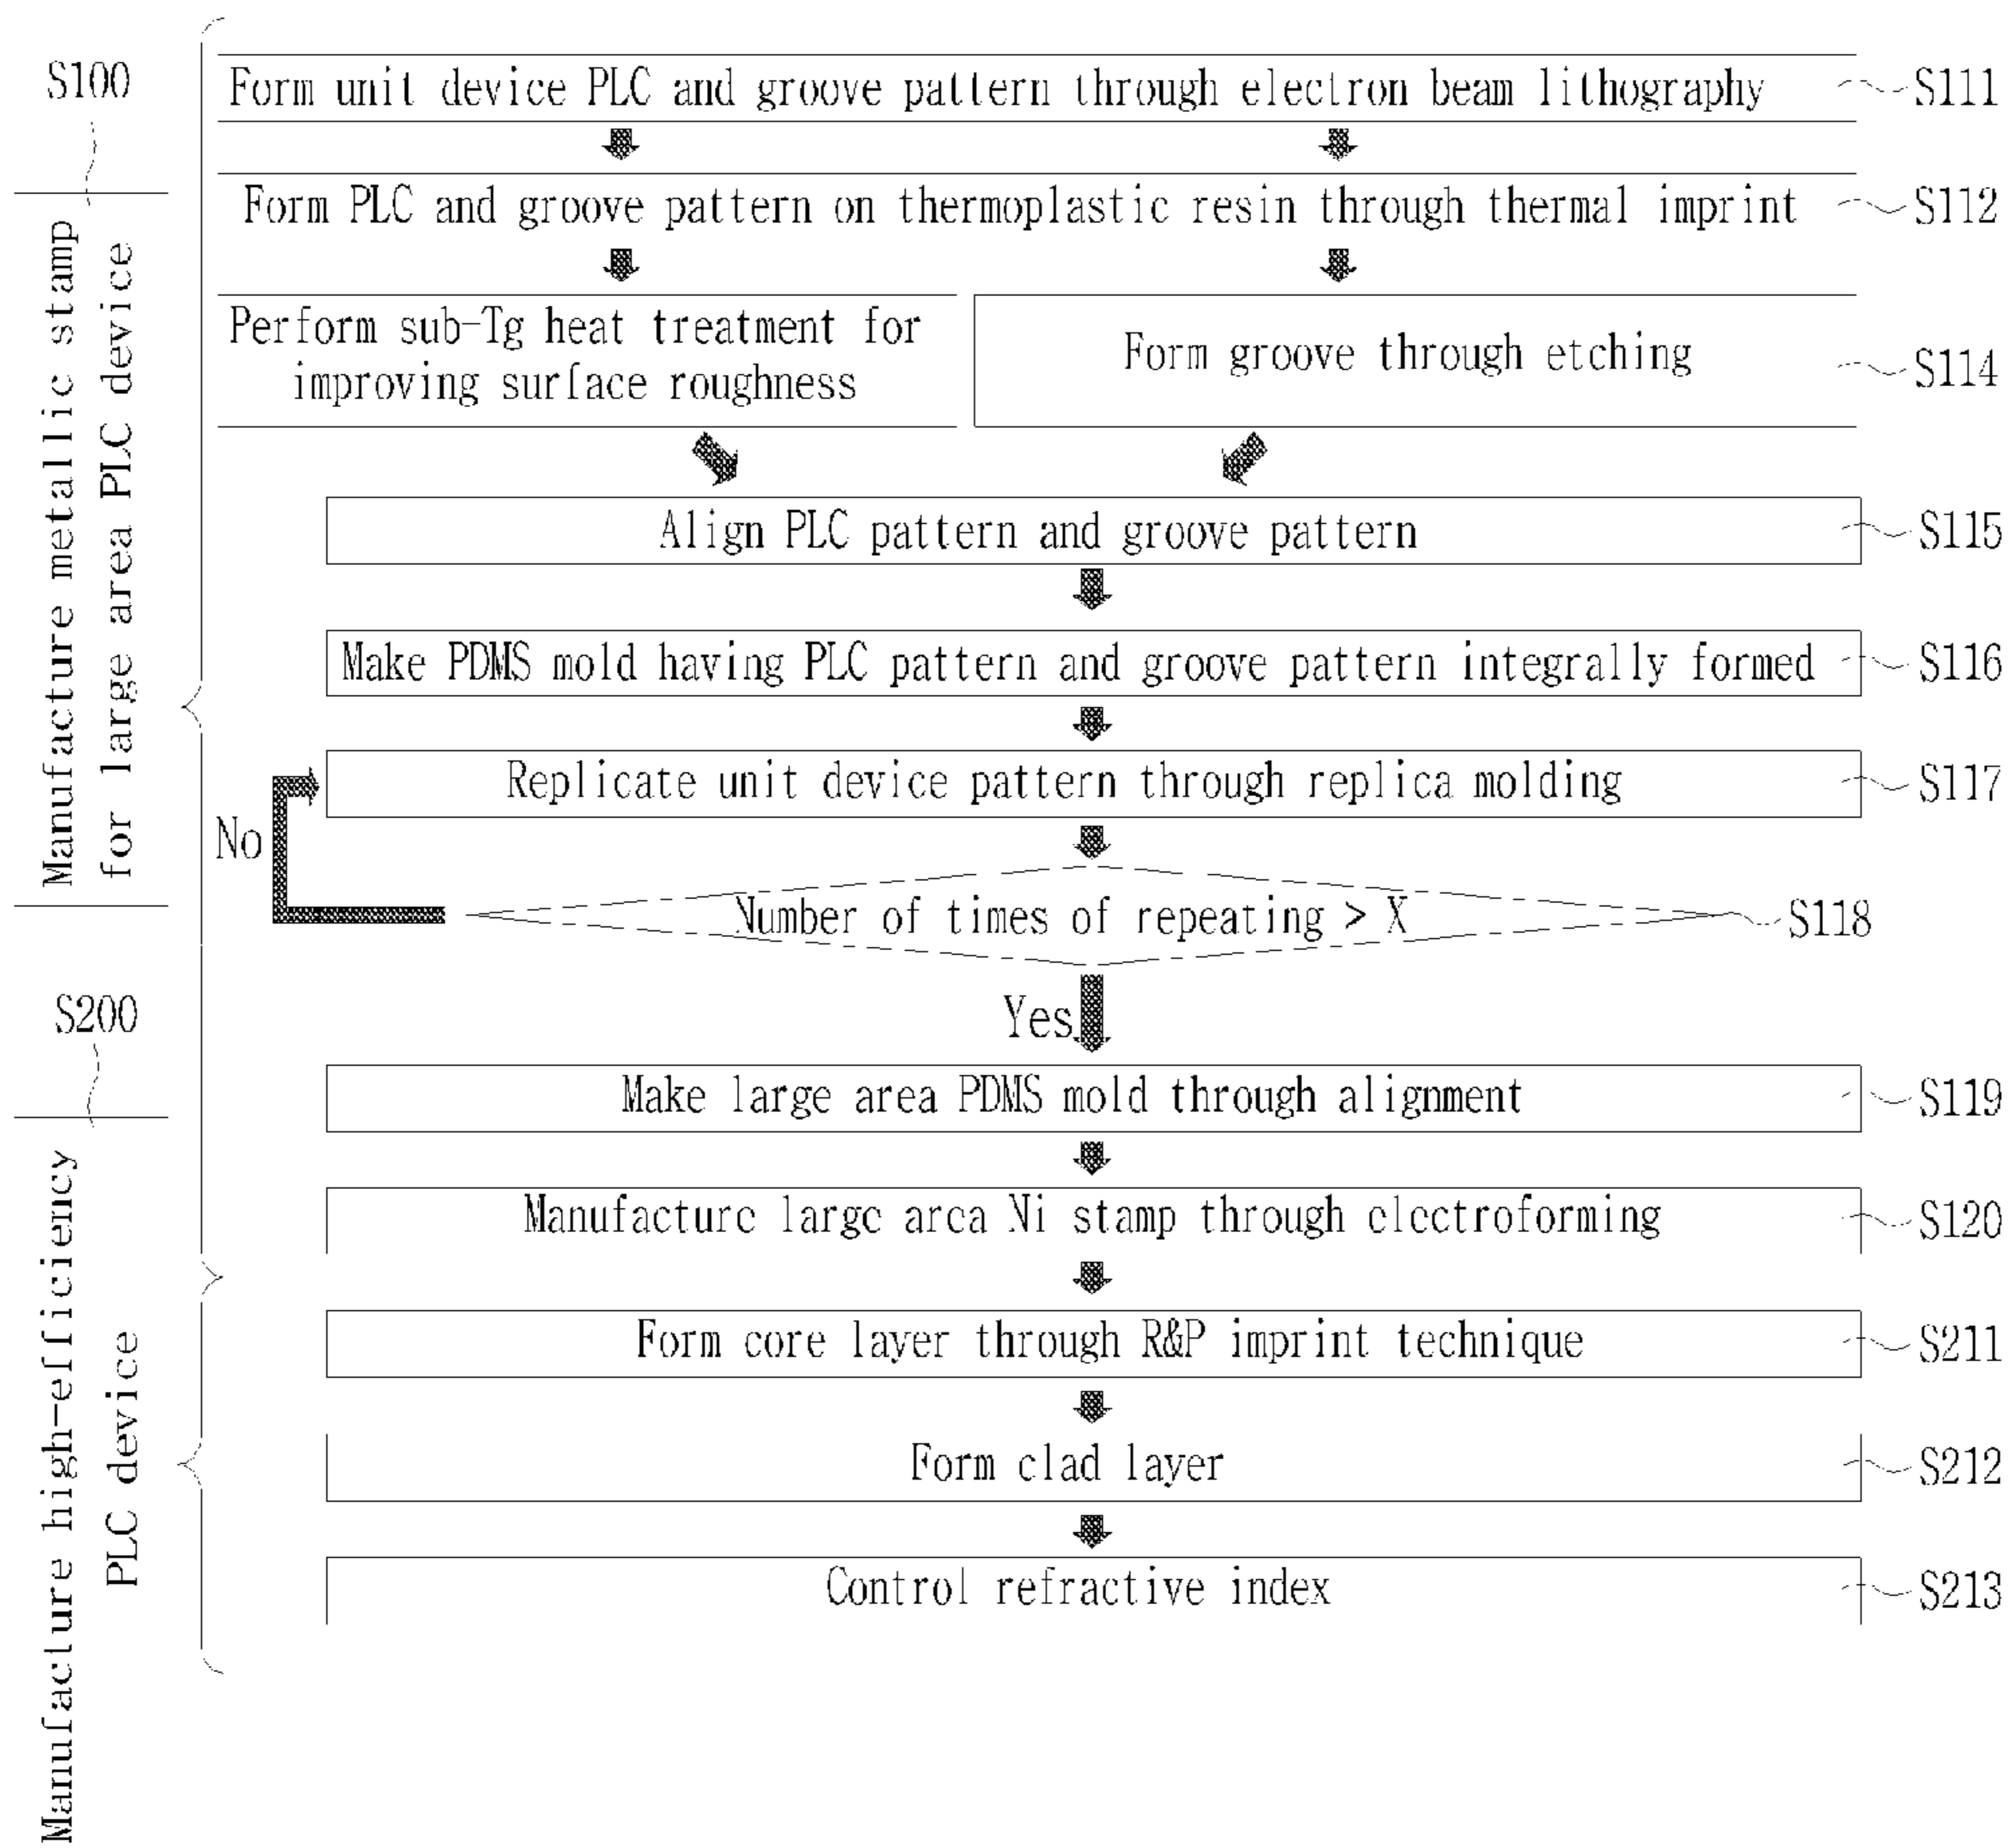 S100
Manufacture metallic stamp
for large area PLC device
Form unit device PLC and groove pattern through electron beam lithography
S111
Form PLC and groove pattern on thermoplastic resin through thermal imprint
S112
Perform sub-Tg heat treatment for
improving surface roughness
Form groove through etching
S114
Align PLC pattern and groove pattern
S115
Make PDMS mold having PLC pattern and groove pattern integrally formed
S116
Replicate unit device pattern through replica molding
S117
No
Number of times of repeating > X
S118
Yes
S200
Manufacture high-efficiency
PLC device
Make large area PDMS mold through alignment
S119
Manufacture large area Ni stamp through electroforming
S120
Form core layer through R&P imprint technique
S211
Form clad layer
S212
Control refractive index
S213